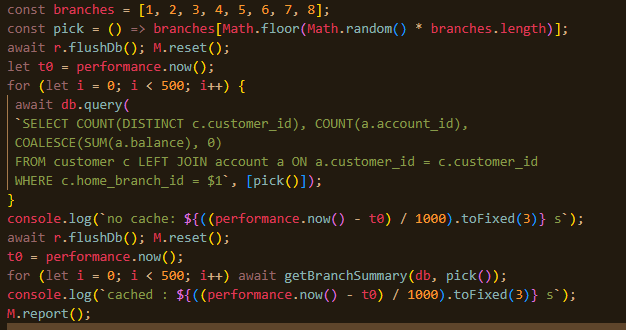 const branches = [1, 2, 3, 4, 5, 6, 7, 8];
const pick = () => branches[Math.floor(Math.random() * branches.length)];
await r.flushDb(); M.reset();
let t0 = performance.now();
for (let i = 0; i < 500; i++) {
await db.query(
`SELECT COUNT(DISTINCT c.customer_id), COUNT(a.account_id),
COALESCE(SUM(a.balance), 0)
FROM customer c LEFT JOIN account a ON a.customer_id = c.customer_id
WHERE c.home_branch_id = $1`, [pick()]);
}
console.log(`no cache: ${((performance.now() - t0) / 1000).toFixed(3)} s`);
await r.flushDb(); M.reset();
t0 = performance.now();
for (let i = 0; i < 500; i++) await getBranchSummary(db, pick());
console.log(`cached : ${((performance.now() - t0) / 1000).toFixed(3)} s`);
M.report();